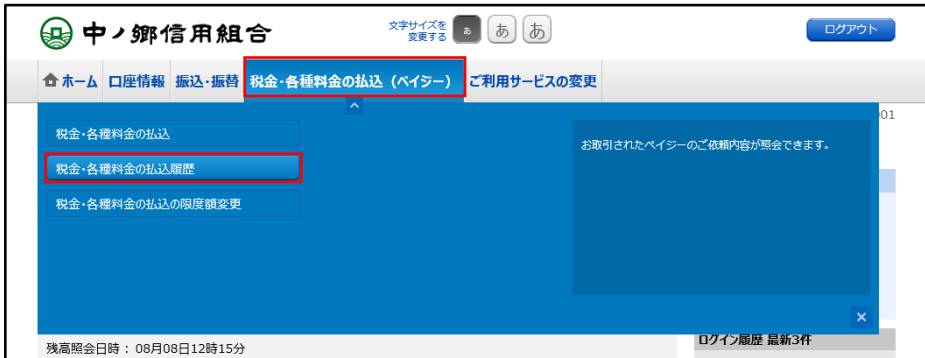 中ノ郷信用組合
文字サイズを
変更する
あ
あ
あ
ログアウト
ホーム 口座情報 振込・振替 税金・各種料金の払込（ペイジー） ご利用サービスの変更
01
税金・各種料金の払込
お取引されたペイジーのご依頼内容が照会できます。
税金・各種料金の払込履歴
税金・各種料金の払込の限度額変更
×
残高照会日時： 08月08日12時15分
ログイン履歴 最新3件